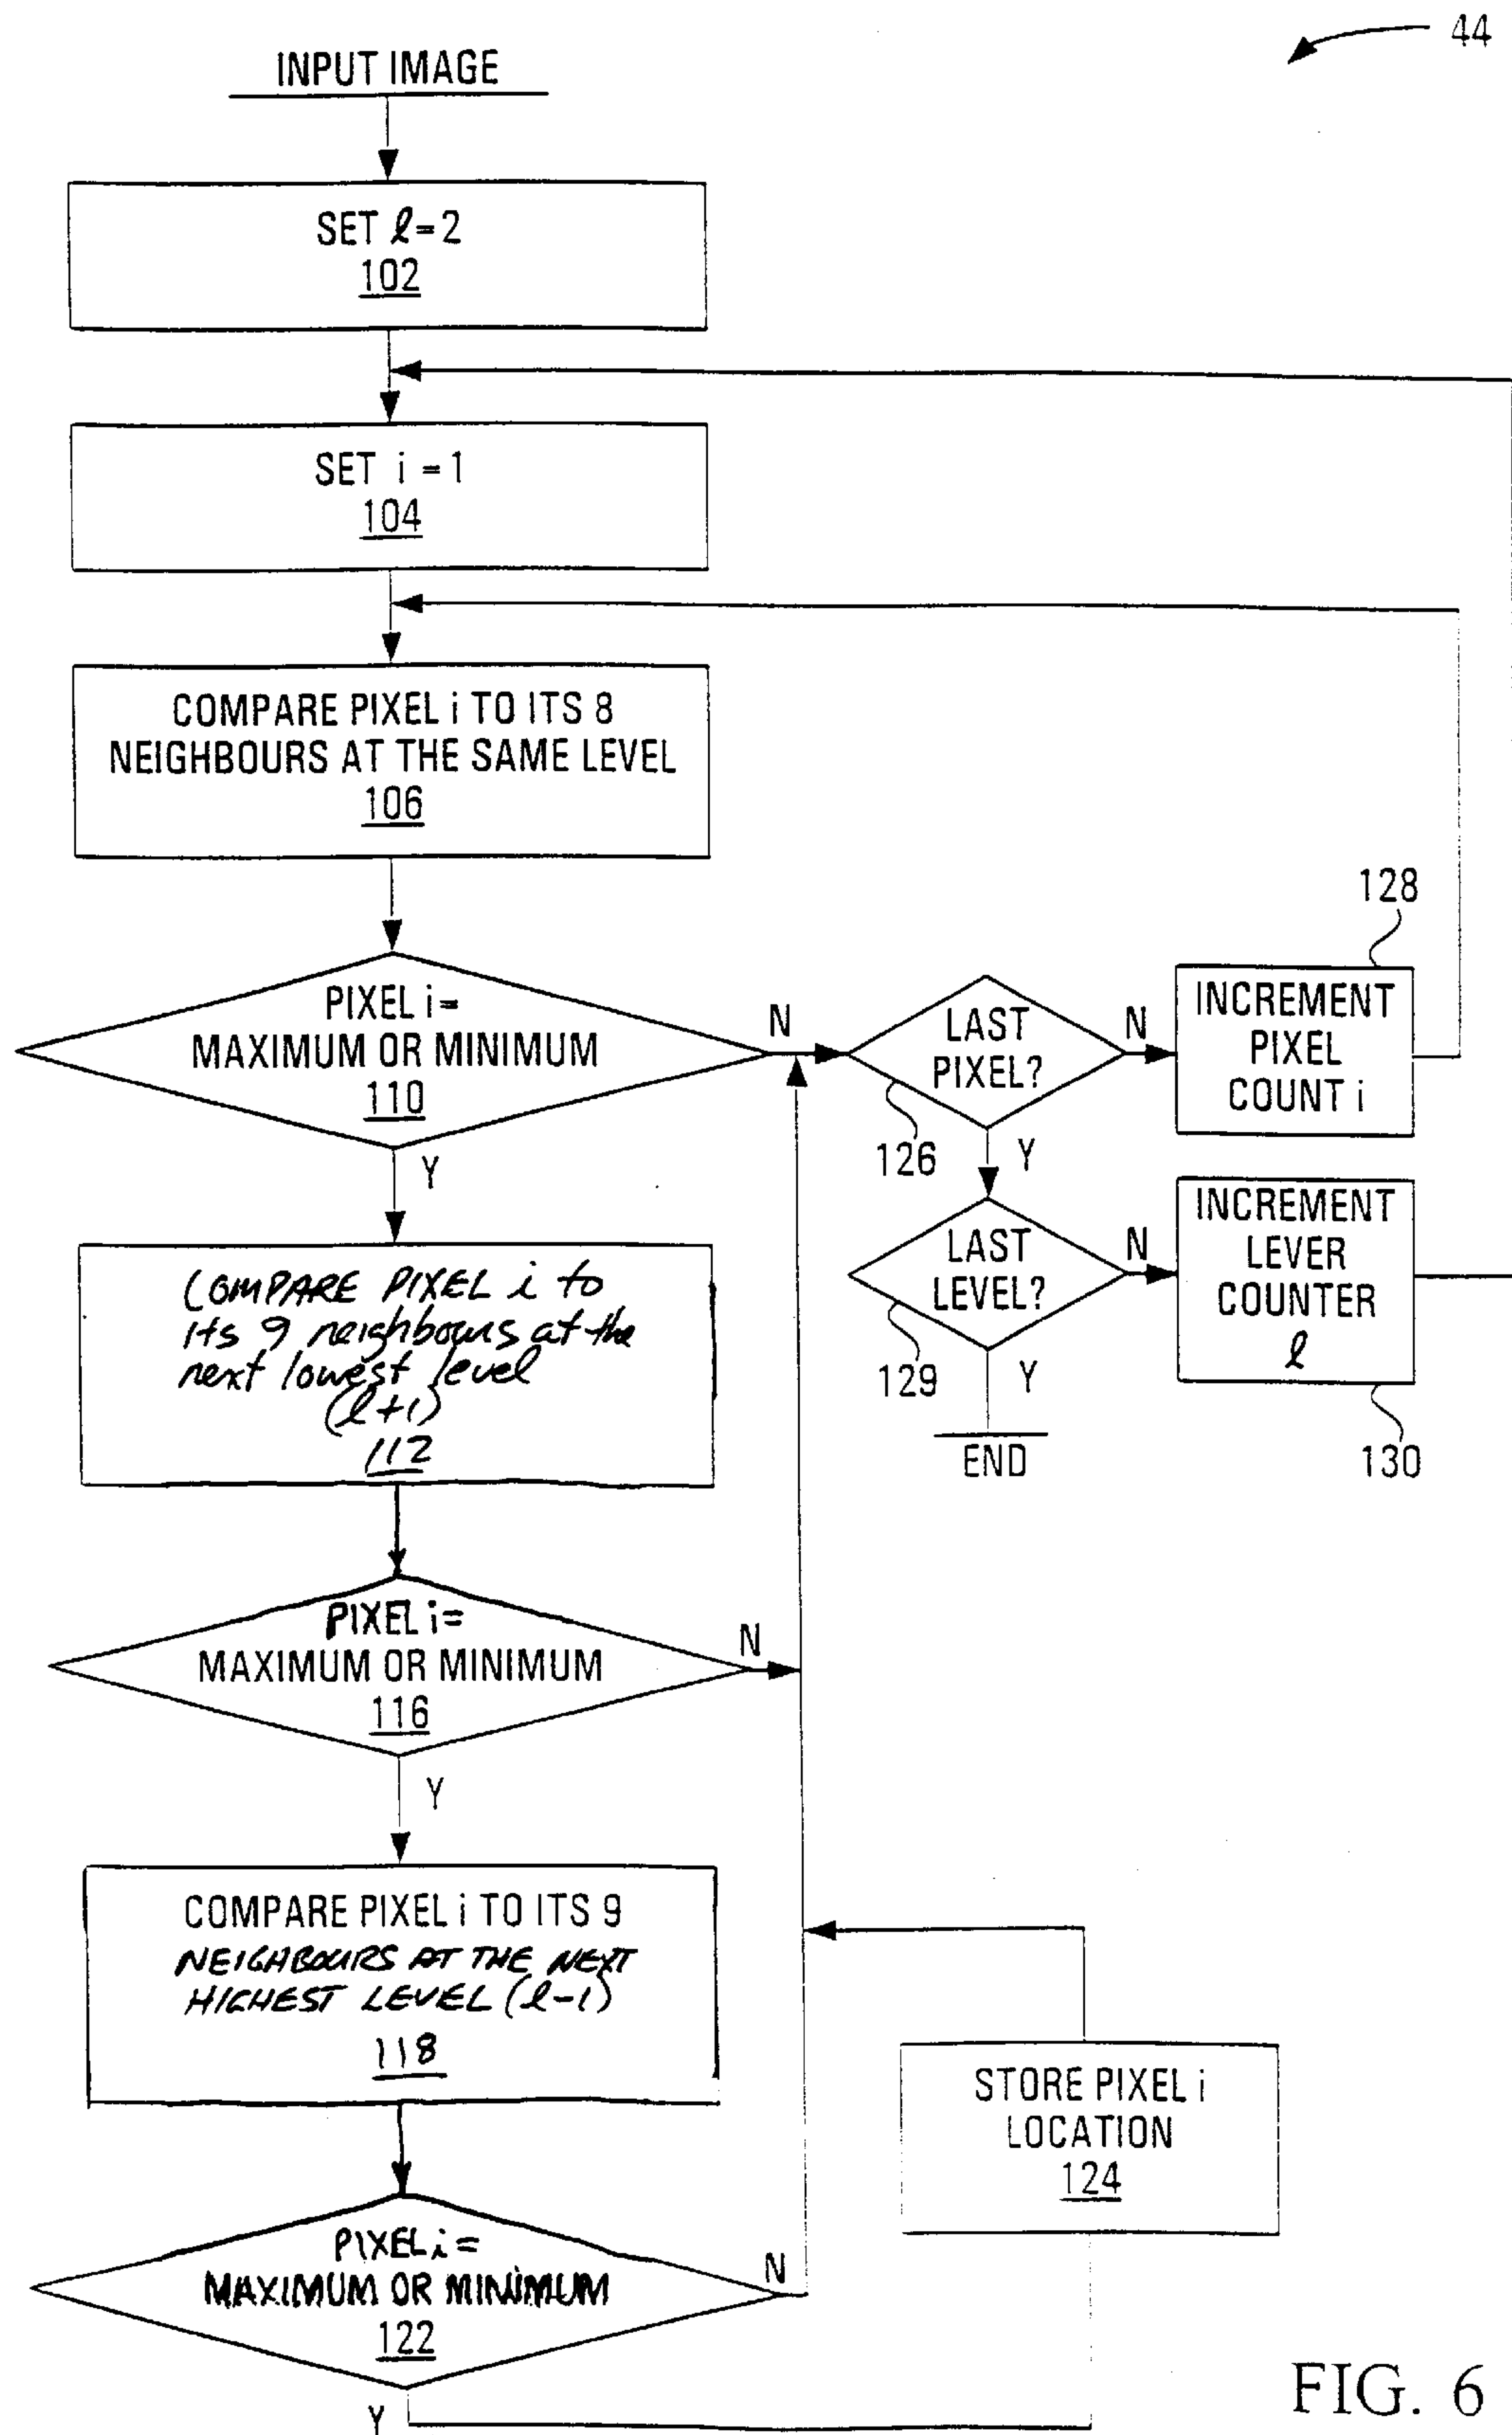 44
INPUT IMAGE
SET ℓ=2
102
SET i =1
104
COMPARE PIXEL i TO ITS 8
NEIGHBOURS AT THE SAME LEVEL
106
PIXEL i=
MAXIMUM OR MINIMUM
110
N
Y
LAST
PIXEL?
126
N
Y
128
INCREMENT
PIXEL
COUNT i
LAST
LEVEL?
129
N
Y
END
INCREMENT
LEVER
COUNTER
ℓ
130
COMPARE PIXEL i to
its 9 neighbours at the
next lowest level
(ℓ+1)
112
PIXEL i=
MAXIMUM OR MINIMUM
116
N
Y
COMPARE PIXEL i TO ITS 9
NEIGHBOURS AT THE NEXT
HIGHEST LEVEL (ℓ-1)
118
PIXEL i=
MAXIMUM OR MINIMUM
122
N
Y
STORE PIXEL i
LOCATION
124
FIG. 6